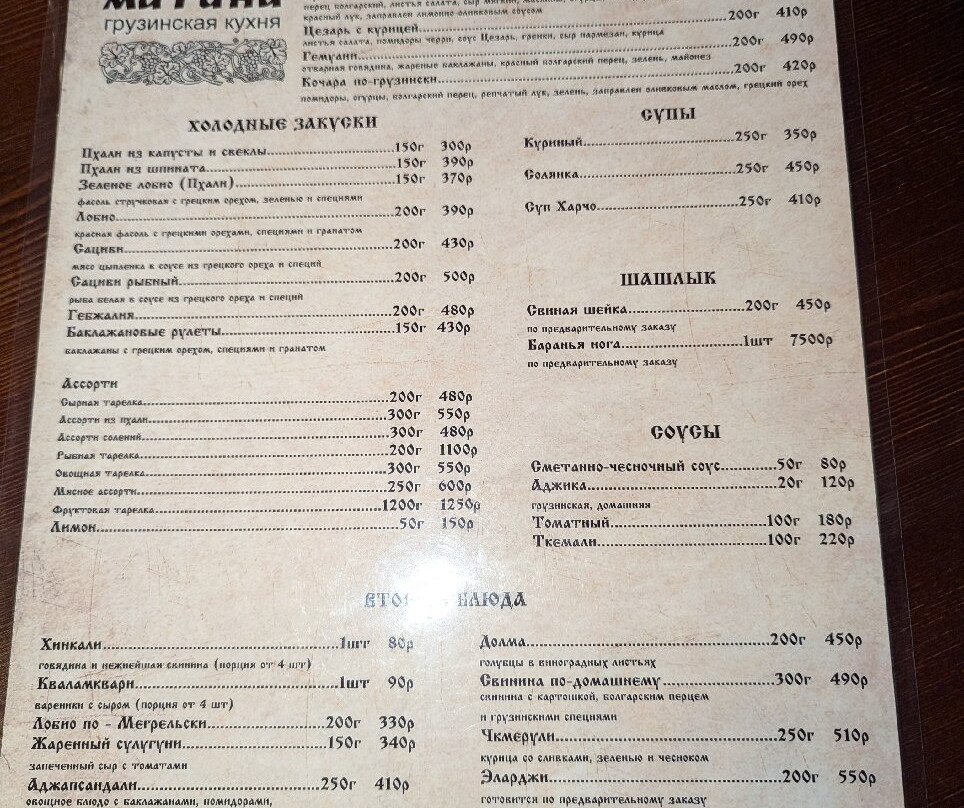 грузинская кухня
красный лук, заправлен лимонно-оливковым соусом
200г 410р
Цезарь с курицей
листья салата, помидоры черри, соус Цезарь, гренки, сыр пармезан, курица
200г 490р
Гемуани
отварная говядина, жареные баклажаны, красный болгарский перец, зелень, майонез
Кочара по-грузински 200г 420р
помидоры, огурцы, болгарский перец, репчатый лук, зелень, заправлен оливковым маслом, грецкий орех
ХОЛОДНЫЕ ЗАКУСКИ
Пхали из капусты и свеклы 150г 300р
Пхали из шпината 150г 390р
Зеленое лобио (Пхали) 150г 370р
фасоль стручковая с грецким орехом, зеленью и специями
Лобио 200г 390р
красная фасоль с грецкими орехами, специями и гранатом
Сациви 200г 430р
мясо цыпленка в соусе из грецкого ореха и специй
Сациви рыбный 200г 500р
рыба белая в соусе из грецкого ореха и специй
Гебжалия 200г 480р
Баклажановые рулеты 150г 430р
баклажаны с грецким орехом, специями и гранатом
Ассорти
Сырная тарелка 200г 480р
Ассорти из пхали 300г 550р
Ассорти солений 300г 480р
Рыбная тарелка 200г 1100р
Овощная тарелка 300г 550р
Мясное ассорти 250г 600р
Фруктовая тарелка 1200г 1250р
Лимон 50г 150р
СУПЫ
Куриный 250г 350р
Солянка 250г 450р
Суп Харчо 250г 410р
ШАШЛЫК
Свиная шейка 200г 450р
по предварительному заказу
Баранья нога 1шт 7500р
по предварительному заказу
СОУСЫ
Сметанно-чесночный соус 50г 80р
Аджика 20г 120р
грузинская, домашняя
Томатный 100г 180р
Ткемали 100г 220р
БЛЮДА
Хинкали 1шт 80р
говядина и нежнейшая свинина (порция от 4 шт)
Кваламквари 1шт 90р
вареники с сыром (порция от 4 шт)
Лобио по - Мегрельски 200г 330р
Жаренный сулугуни 150г 340р
запеченный сыр с томатами
Аджапсандали 250г 410р
овощное блюдо с баклажанами, помидорами,
Долма 200г 450р
голубцы в виноградных листьях
Свинина по-домашнему 300г 490р
свинина с картошкой, болгарским перцем
и грузинскими специями
Чкмерули 250г 510р
курица со сливками, зеленью и чесноком
Эларджи 200г 550р
готовится по предварительному заказу